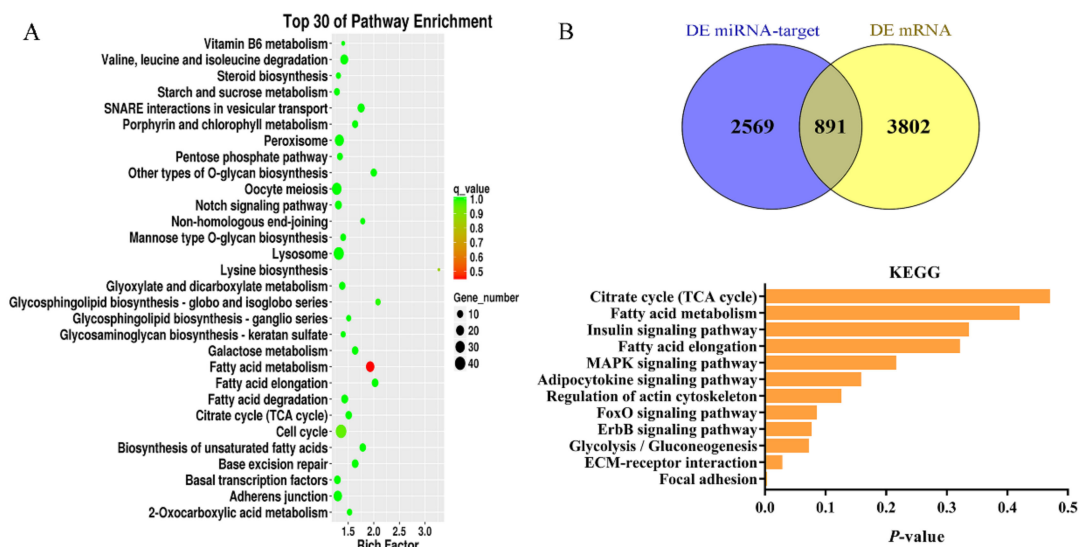 A
Top 30 of Pathway Enrichment
Vitamin B6 metabolism
Valine, leucine and isoleucine degradation
Steroid biosynthesis
Starch and sucrose metabolism
SNARE interactions in vesicular transport
Porphyrin and chlorophyll metabolism
Peroxisome
Pentose phosphate pathway
Other types of O-glycan biosynthesis
Oocyte meiosis
Notch signaling pathway
Non-homologous end-joining
Mannose type O-glycan biosynthesis
Lysosome
Lysine biosynthesis
Glyoxylate and dicarboxylate metabolism
Glycosphingolipid biosynthesis - globo and isoglobo series
Glycosphingolipid biosynthesis - ganglio series
Glycosaminoglycan biosynthesis - keratan sulfate
Galactose metabolism
Fatty acid metabolism
Fatty acid elongation
Fatty acid degradation
Citrate cycle (TCA cycle)
Cell cycle
Biosynthesis of unsaturated fatty acids
Base excision repair
Basal transcription factors
Adherens junction
2-Oxocarboxylic acid metabolism
1.5 2.0 2.5 3.0
Rich Factor
q_value
1.0
0.9
0.8
0.7
0.6
0.5
Gene_number
10
20
30
40
B
DE miRNA-target DE mRNA
2569 891 3802
KEGG
Citrate cycle (TCA cycle)
Fatty acid metabolism
Insulin signaling pathway
Fatty acid elongation
MAPK signaling pathway
Adipocytokine signaling pathway
Regulation of actin cytoskeleton
FoxO signaling pathway
ErbB signaling pathway
Glycolysis / Gluconeogenesis
ECM-receptor interaction
Focal adhesion
0.0 0.1 0.2 0.3 0.4 0.5
P-value